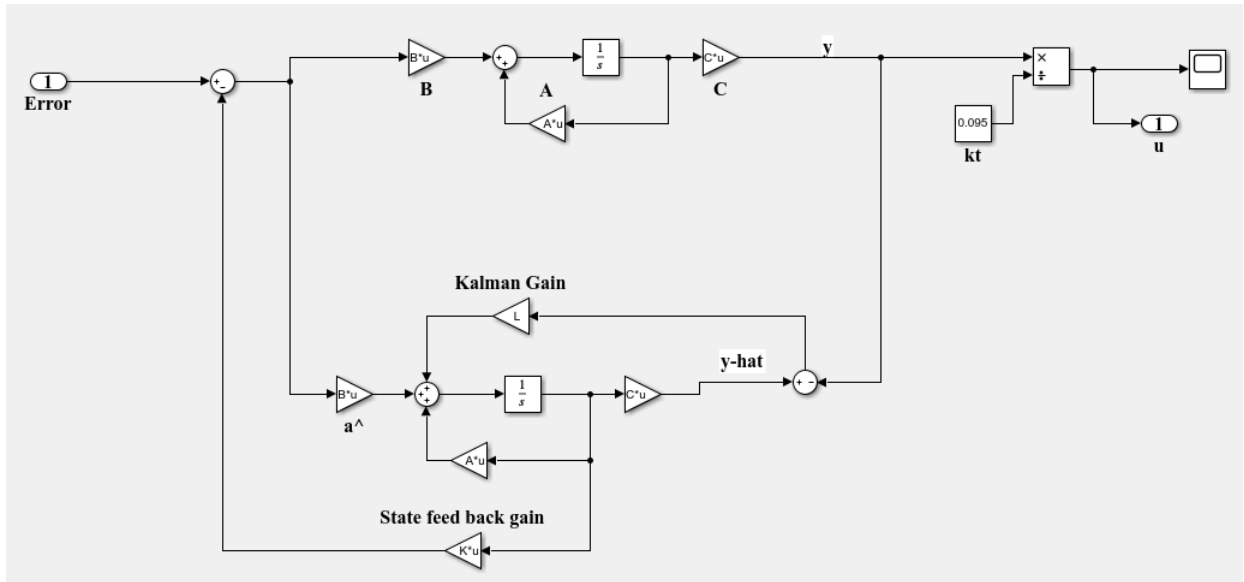 1
Error
+
−
B*u
B
+
+
A
1
s
C*u
C
y
A*u
×
÷
0.095
kt
1
u
Kalman Gain
L
y-hat
B*u
a^
+
+
+
1
s
C*u
+ −
A*u
State feed back gain
K*u